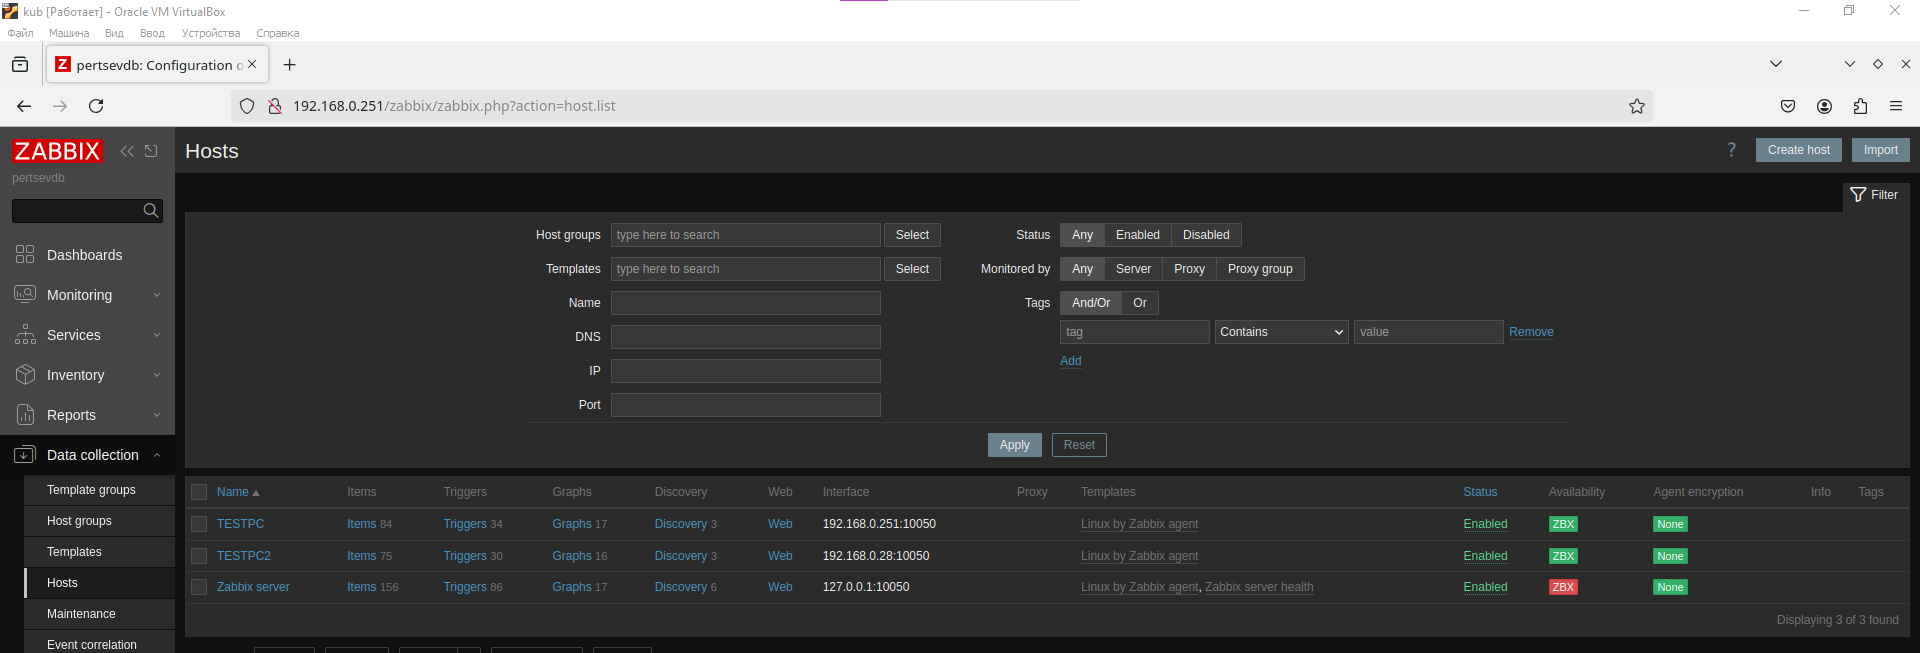 kub [Работает] - Oracle VM VirtualBox
Файл Машина Вид Ввод Устройства Справка
Z pertsevdb: Configuration o
192.168.0.251/zabbix/zabbix.php?action=host.list
ZABBIX
pertsevdb
Hosts
? Create host Import
Filter
Dashboards
Monitoring
Services
Inventory
Reports
Data collection
Template groups
Host groups
Templates
Hosts
Maintenance
Event correlation
Host groups type here to search Select
Templates type here to search Select
Name
DNS
IP
Port
Status Any Enabled Disabled
Monitored by Any Server Proxy Proxy group
Tags And/Or Or
tag Contains value Remove
Add
Apply Reset
Name Items Triggers Graphs Discovery Web Interface Proxy Templates Status Availability Agent encryption Info Tags
TESTPC Items 84 Triggers 34 Graphs 17 Discovery 3 Web 192.168.0.251:10050 Linux by Zabbix agent Enabled ZBX None
TESTPC2 Items 75 Triggers 30 Graphs 16 Discovery 3 Web 192.168.0.28:10050 Linux by Zabbix agent Enabled ZBX None
Zabbix server Items 156 Triggers 86 Graphs 17 Discovery 6 Web 127.0.0.1:10050 Linux by Zabbix agent, Zabbix server health Enabled ZBX None
Displaying 3 of 3 found